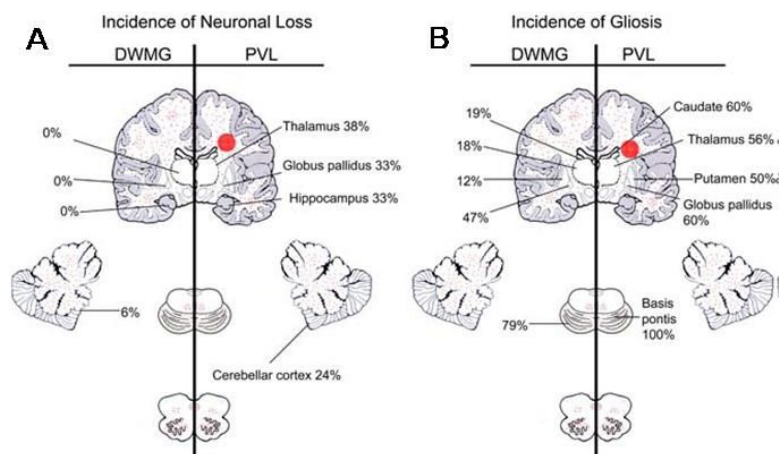 Incidence of Neuronal Loss
A
DWMG PVL
0%
Thalamus 38%
0%
Globus pallidus 33%
0%
Hippocampus 33%
6%
Cerebellar cortex 24%
Incidence of Gliosis
B
DWMG PVL
19%
Caudate 60%
18%
Thalamus 56%
12%
Putamen 50%
47%
Globus pallidus
60%
79%
Basis
pontis
100%